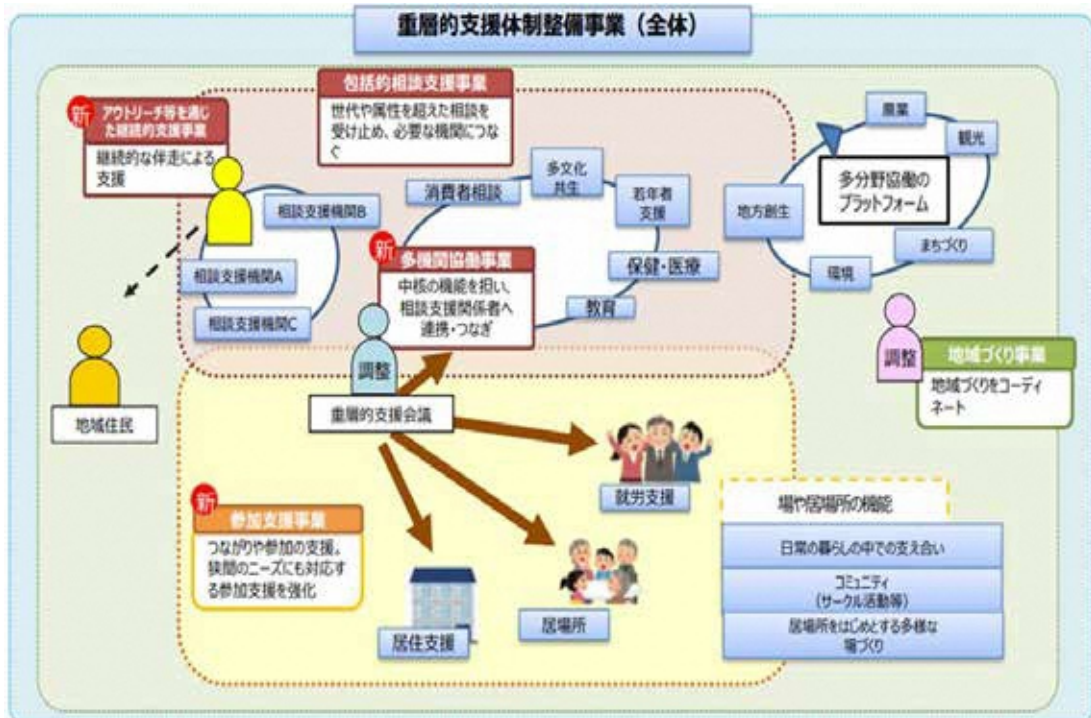 重層的支援体制整備事業（全体）
新
アウトリーチ等を通じ
た継続的支援事業
継続的な伴走による
支援
包括的相談支援事業
世代や属性を超えた相談を
受け止め、必要な機関につな
ぐ
相談支援機関B
相談支援機関A
相談支援機関C
消費者相談
多文化
共生
若年者
支援
保健・医療
教育
新
多機関協働事業
中核の機能を担い、
相談支援関係者へ
連携・つなぎ
農業
観光
多分野協働の
プラットフォーム
地方創生
まちづくり
環境
調整
地域づくり事業
地域づくりをコーディ
ネート
地域住民
調整
重層的支援会議
新
参加支援事業
つながりや参加の支援。
狭間のニーズにも対応す
る参加支援を強化
就労支援
居場所
居住支援
場や居場所の機能
日常の暮らしの中での支え合い
コミュニティ
（サークル活動等）
居場所をはじめとする多様な
場づくり